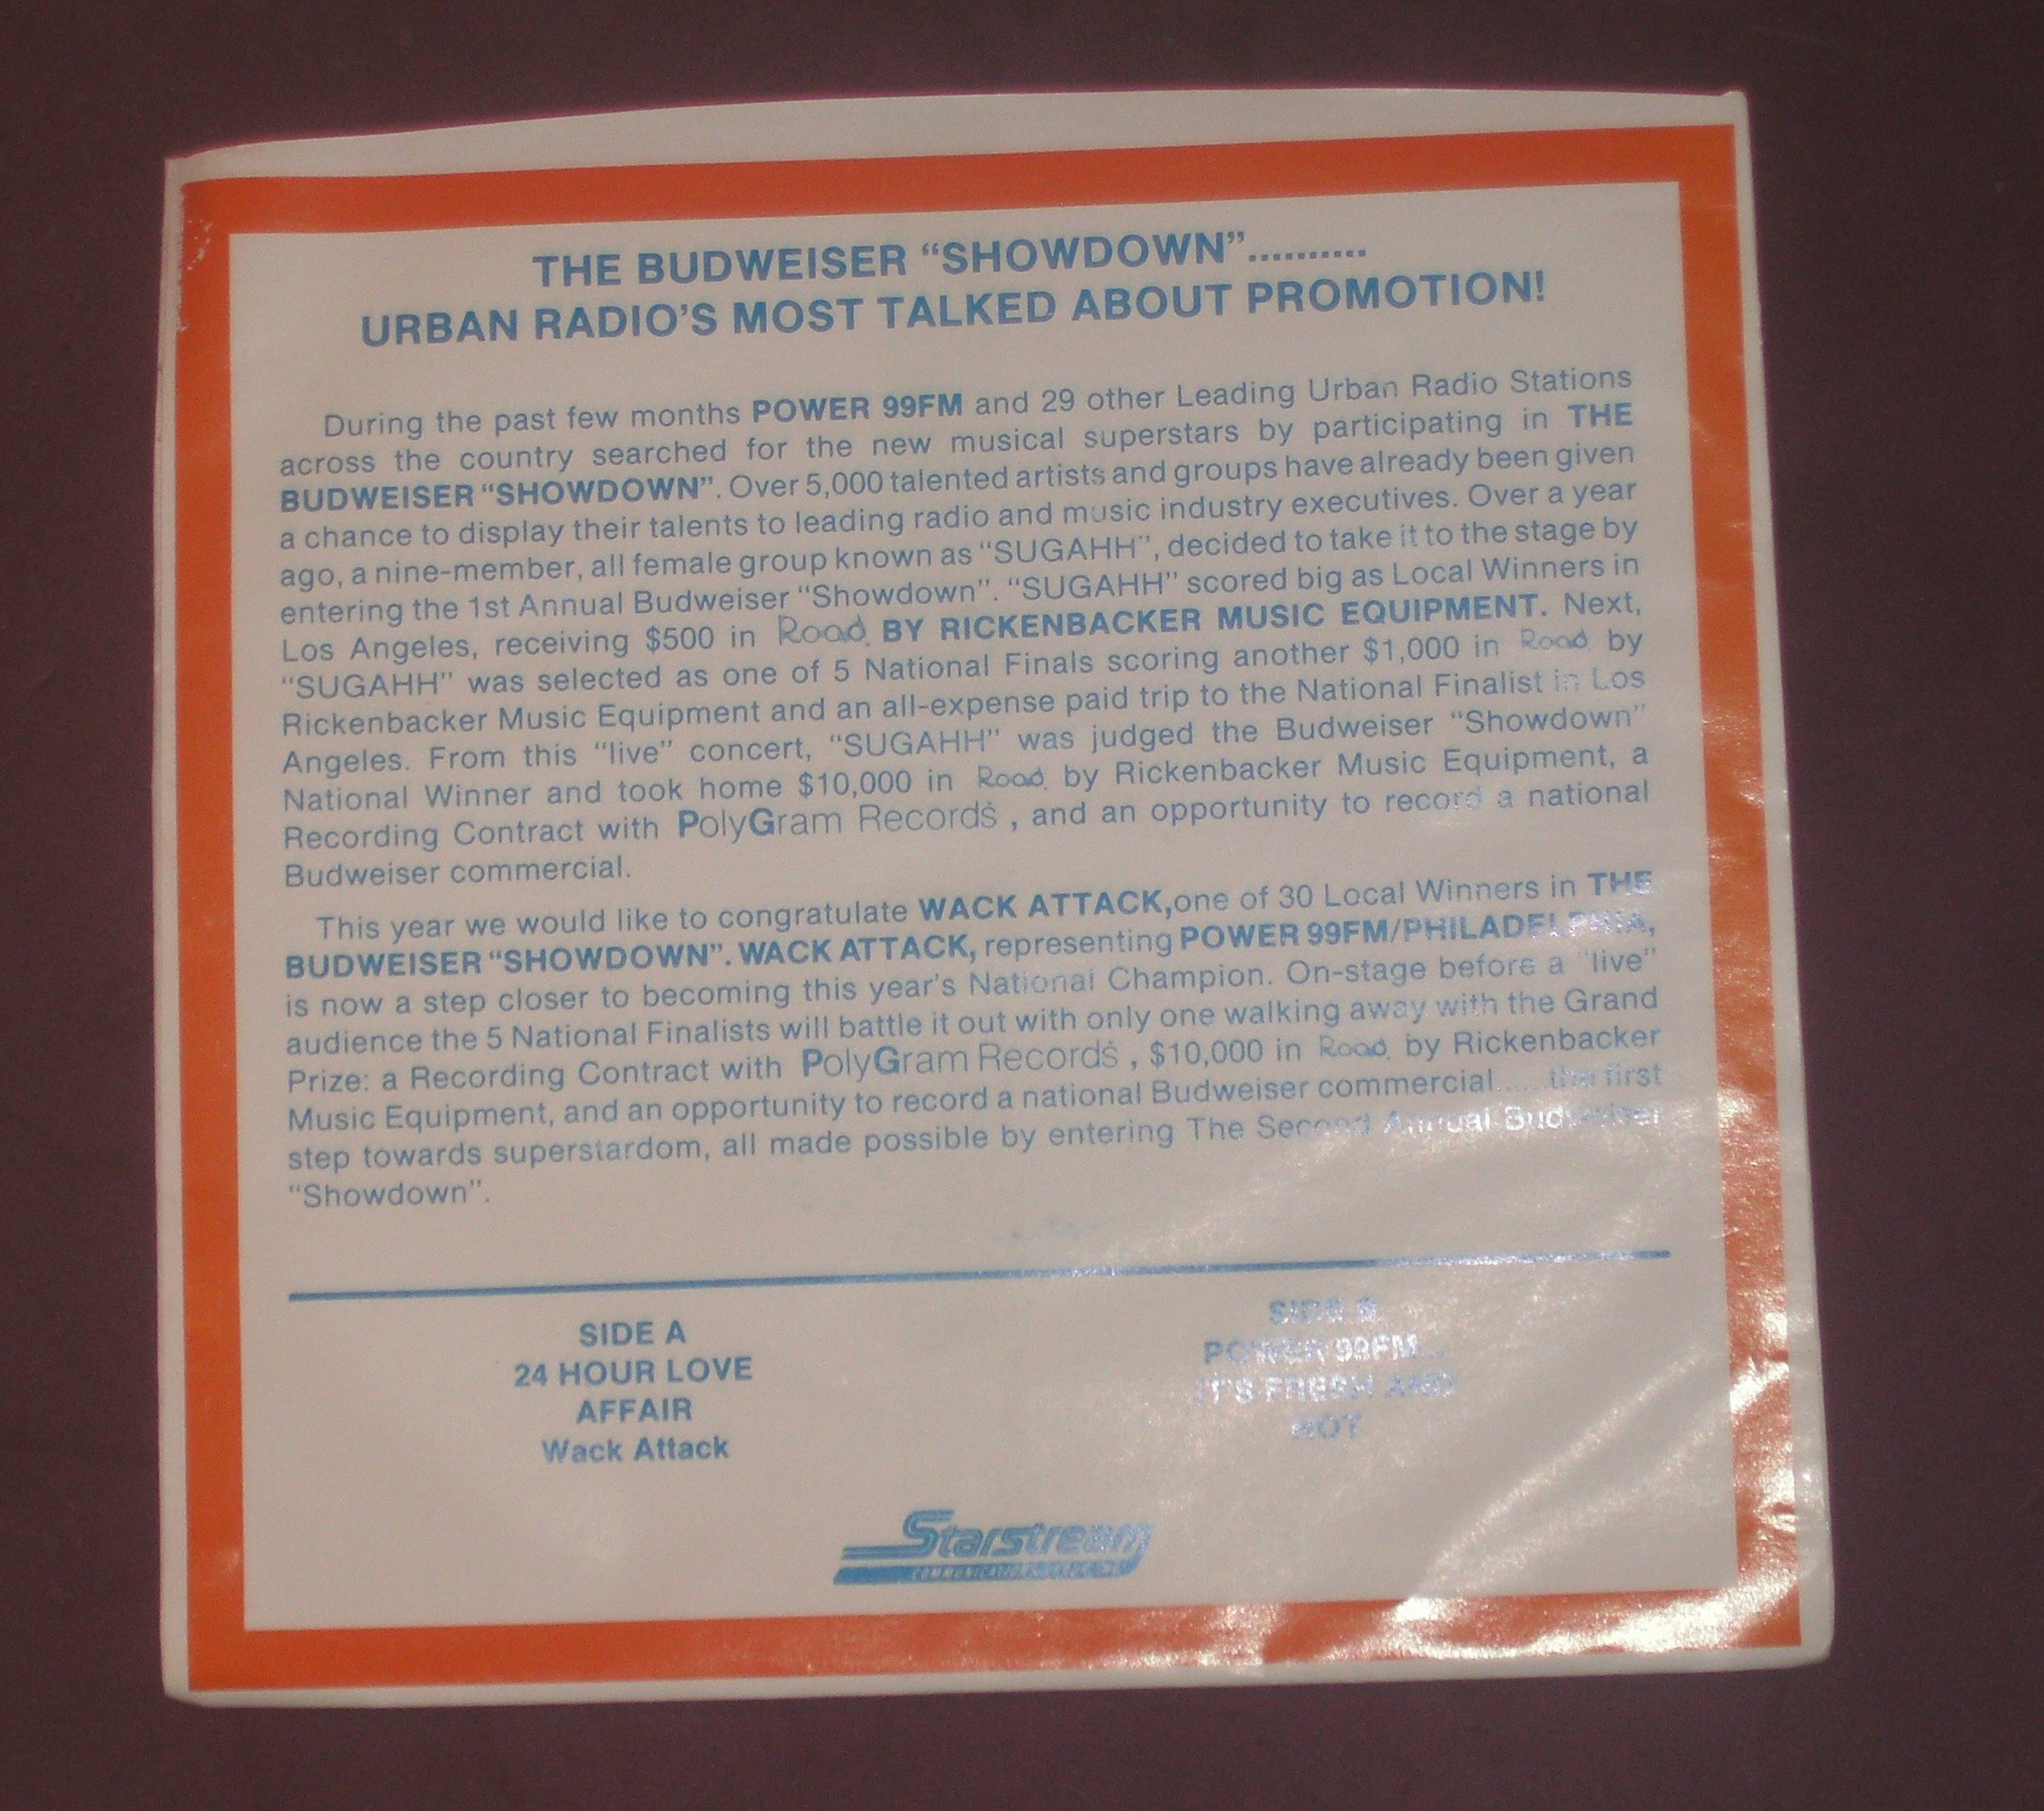 THE BUDWEISER “SHOWDOWN”..........
URBAN RADIO'S MOST TALKED ABOUT PROMOTION!
During the past few months POWER 99FM and 29 other Leading Urban Radio Stations
across the country searched for the new musical superstars by participating in THE
BUDWEISER “SHOWDOWN”. Over 5,000 talented artists and groups have already been given
a chance to display their talents to leading radio and music industry executives. Over a year
ago, a nine-member, all female group known as “SUGAHH”, decided to take it to the stage by
entering the 1st Annual Budweiser “Showdown”. “SUGAHH” scored big as Local Winners in
Los Angeles, receiving $500 in Road. BY RICKENBACKER MUSIC EQUIPMENT. Next,
“SUGAHH” was selected as one of 5 National Finals scoring another $1,000 in Road. by
Rickenbacker Music Equipment and an all-expense paid trip to the National Finalist in Los
Angeles. From this “live” concert, “SUGAHH” was judged the Budweiser “Showdown”
National Winner and took home $10,000 in Road. by Rickenbacker Music Equipment, a
Recording Contract with PolyGram Records, and an opportunity to record a national
Budweiser commercial.
This year we would like to congratulate WACK ATTACK,one of 30 Local Winners in THE
BUDWEISER “SHOWDOWN”. WACK ATTACK, representing POWER 99FM/PHILADELPHIA,
is now a step closer to becoming this year's National Champion. On-stage before a “live”
audience the 5 National Finalists will battle it out with only one walking away with the Grand
Prize: a Recording Contract with PolyGram Records, $10,000 in Road. by Rickenbacker
Music Equipment, and an opportunity to record a national Budweiser commercial.....the first
step towards superstardom, all made possible by entering The Second Annual Budweiser
“Showdown”.
SIDE A
24 HOUR LOVE
AFFAIR
Wack Attack
SIDE B
POWER 99FM...
IT'S FRESH AND
HOT
Starstream